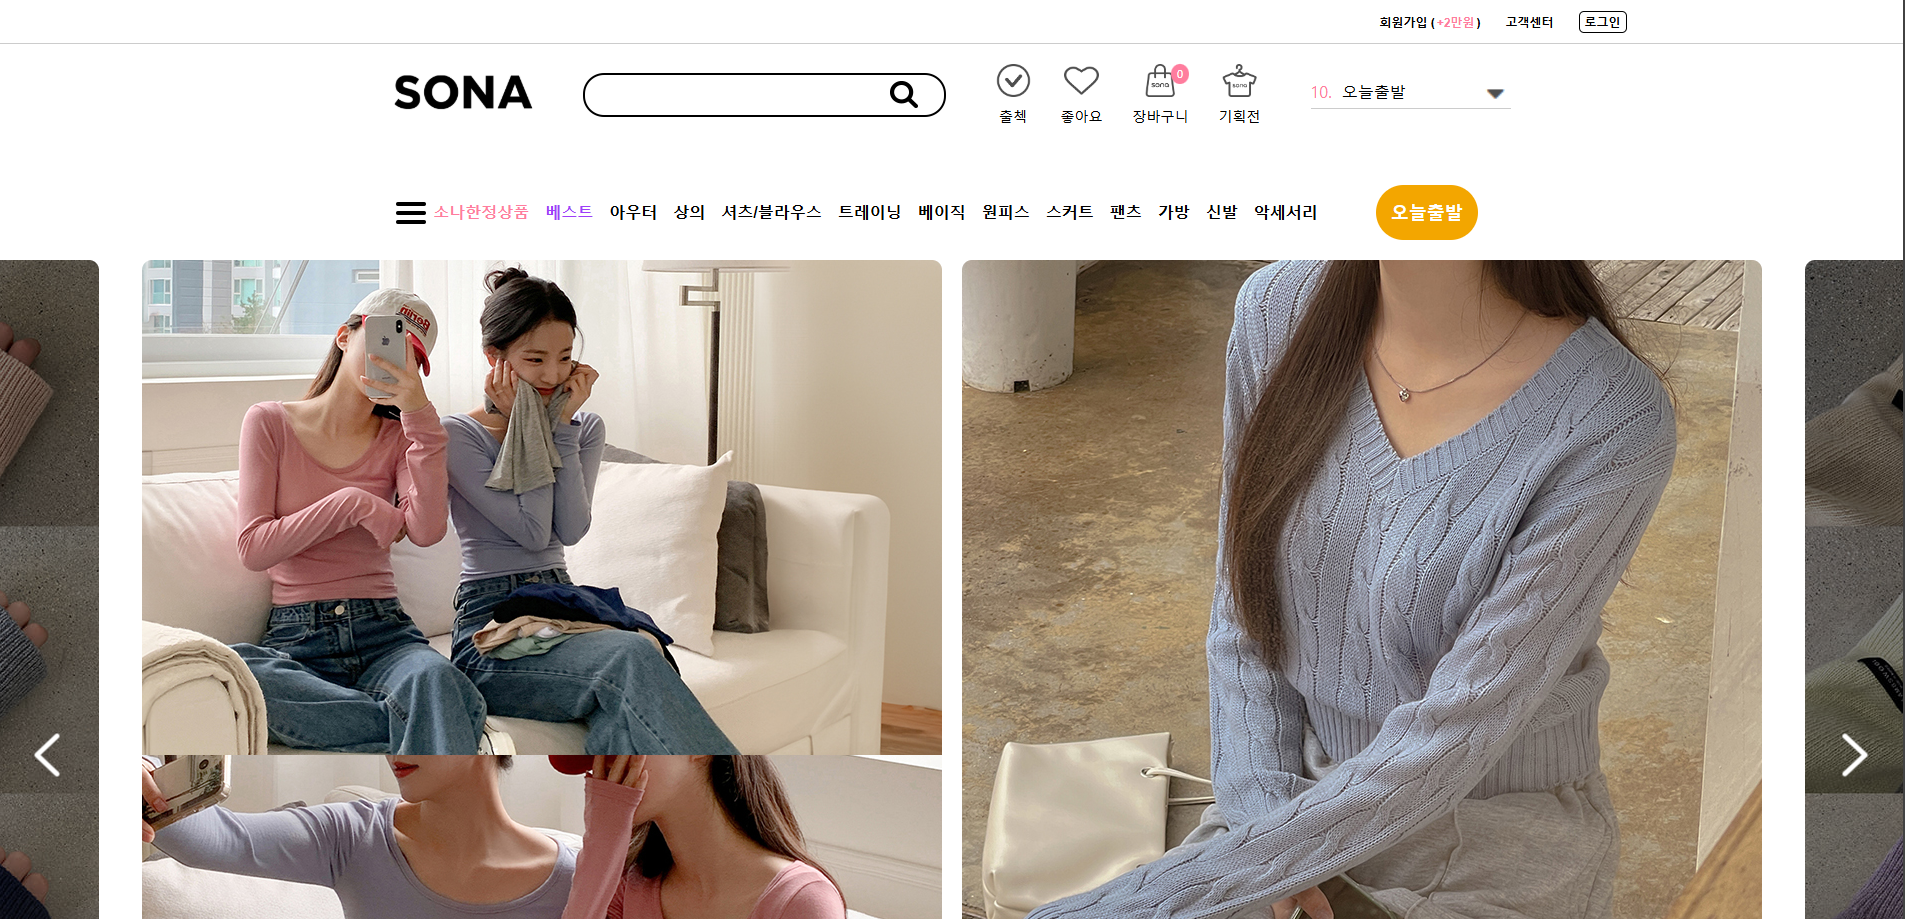 회원가입 (+2만원) 고객센터 로그인
SONA
sona 0 sona
출첵 좋아요 장바구니 기획전
10. 오늘출발
소나한정상품 베스트 아우터 상의 셔츠/블라우스 트레이닝 베이직 원피스 스커트 팬츠 가방 신발 악세서리
오늘출발
Berlin